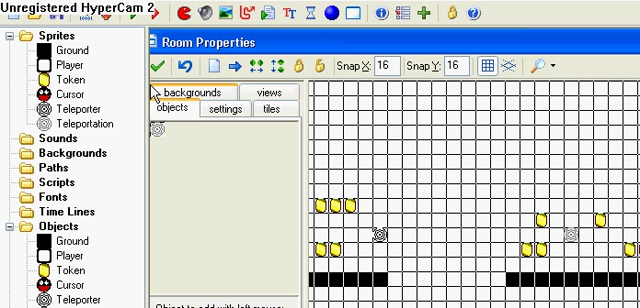 Unregistered HyperCam 2
Sprites
Ground
Player
Token
Cursor
Teleporter
Teleportation
Sounds
Backgrounds
Paths
Scripts
Fonts
Time Lines
Objects
Ground
Player
Token
Cursor
Teleporter
Room Properties
Snap X: 16 Snap Y: 16
backgrounds views
objects settings tiles
Object to add with left mouse: